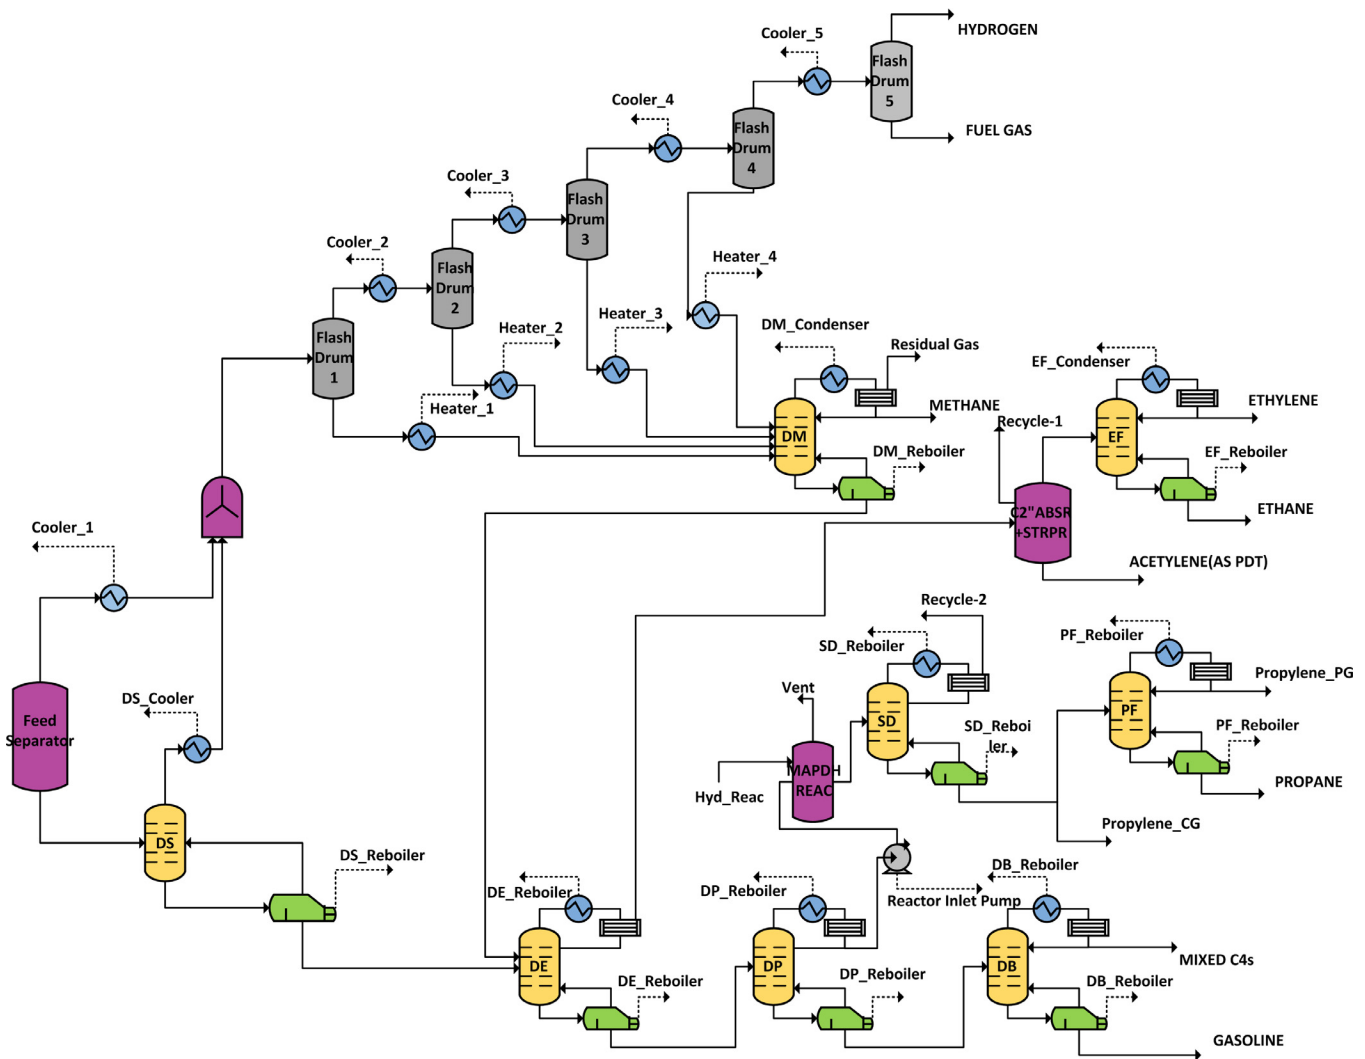 HYDROGEN
Cooler_5
Flash
Drum
5
FUEL GAS
Cooler_4
Flash
Drum
4
Cooler_3
Flash
Drum
3
Cooler_2
Flash
Drum
2
Heater_4
Heater_3
Heater_2
Heater_1
Flash
Drum
1
DM_Condenser
Residual Gas
METHANE
DM
DM_Reboiler
EF_Condenser
ETHYLENE
Recycle-1
EF
EF_Reboiler
ETHANE
C2"ABSR
+STRPR
ACETYLENE(AS PDT)
Cooler_1
Feed
Separator
DS_Cooler
DS
DS_Reboiler
Recycle-2
SD_Reboiler
Vent
SD
SD_Reboi
ler
MAPDH
REAC
Hyd_Reac
PF_Reboiler
Propylene_PG
PF
PF_Reboiler
PROPANE
Propylene_CG
Reactor Inlet Pump
DE_Reboiler
DE
DE_Reboiler
DP_Reboiler
DP
DP_Reboiler
DB_Reboiler
MIXED C4s
DB
DB_Reboiler
GASOLINE